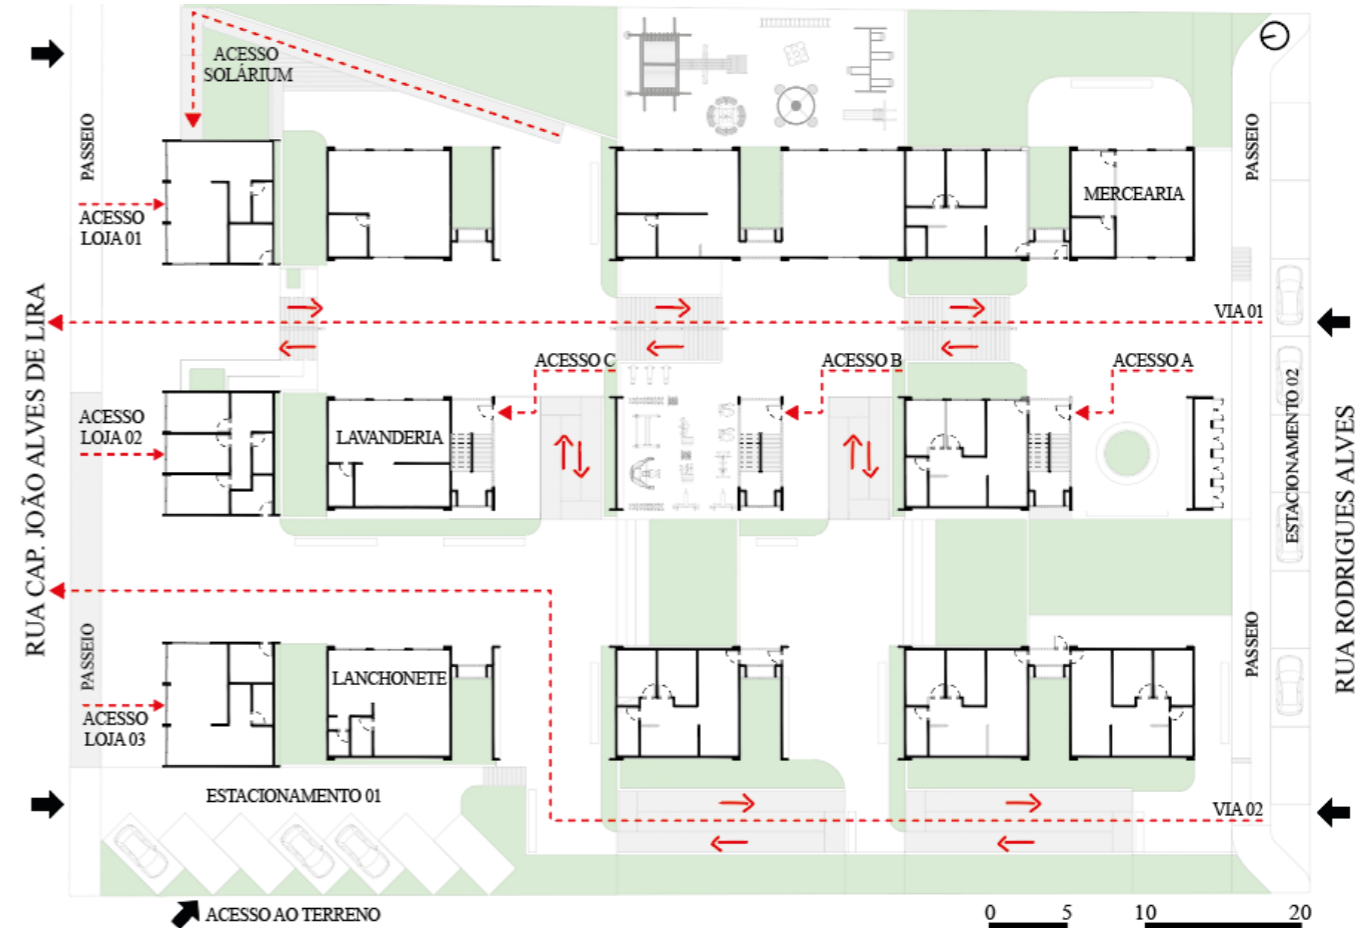 ACESSO
SOLÁRIUM
PASSEIO
PASSEIO
MERCEARIA
ACESSO
LOJA 01
VIA 01
RUA CAP. JOÃO ALVES DE LIRA
ACESSO C
ACESSO B
ACESSO A
ACESSO
LOJA 02
LAVANDERIA
ESTACIONAMENTO 02
RUA RODRIGUES ALVES
PASSEIO
PASSEIO
LANCHONETE
ACESSO
LOJA 03
ESTACIONAMENTO 01
VIA 02
ACESSO AO TERRENO
0 5 10 20